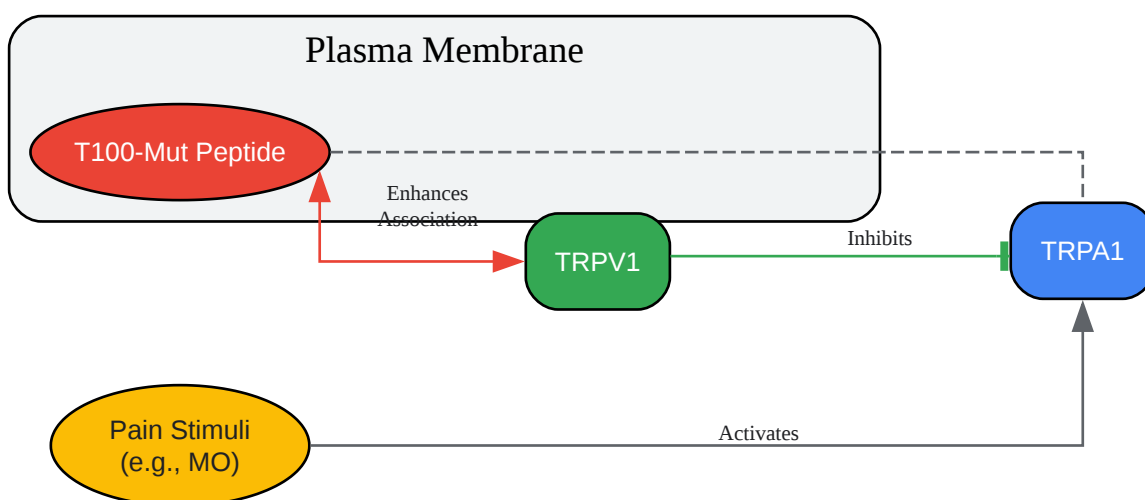 Plasma Membrane
T100-Mut Peptide
Enhances
Association
TRPV1
Inhibits
TRPA1
Pain Stimuli
(e.g., MO)
Activates